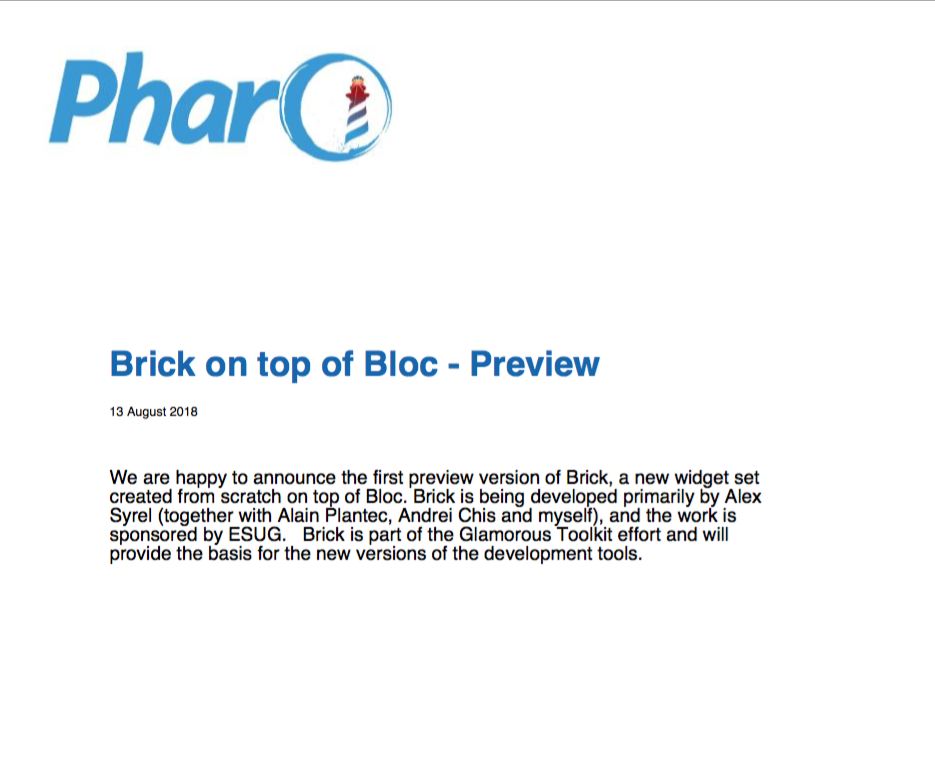 Pharo
Brick on top of Bloc - Preview
13 August 2018
We are happy to announce the first preview version of Brick, a new widget set
created from scratch on top of Bloc. Brick is being developed primarily by Alex
Syrel (together with Alain Plantec, Andrei Chis and myself), and the work is
sponsored by ESUG.   Brick is part of the Glamorous Toolkit effort and will
provide the basis for the new versions of the development tools.